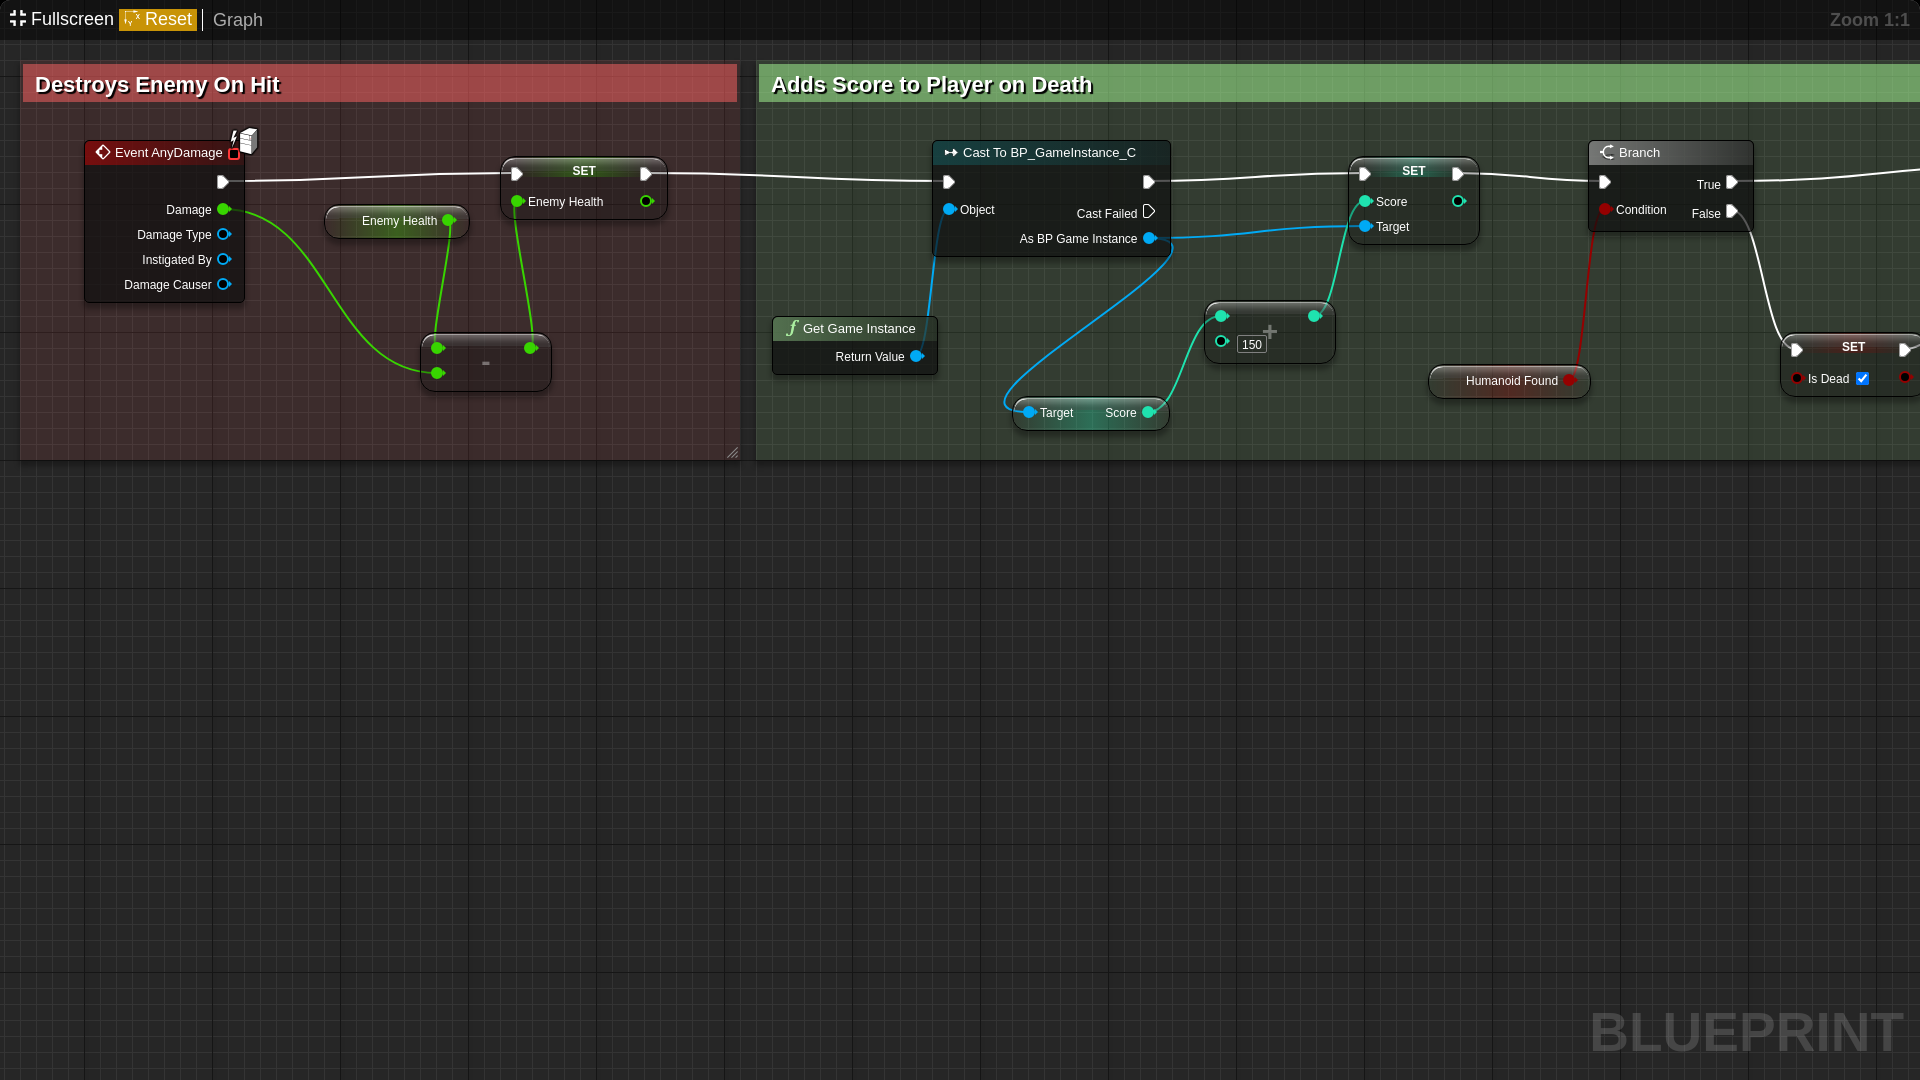 Fullscreen Reset Graph Zoom 1:1
Destroys Enemy On Hit
Event AnyDamage
Damage
Damage Type
Instigated By
Damage Causer
Enemy Health
SET
Enemy Health
-
Adds Score to Player on Death
Cast To BP_GameInstance_C
Object
Cast Failed
As BP Game Instance
f Get Game Instance
Return Value
Target Score
+
150
SET
Score
Target
Branch
True
Condition
False
Humanoid Found
SET
Is Dead
BLUEPRINT